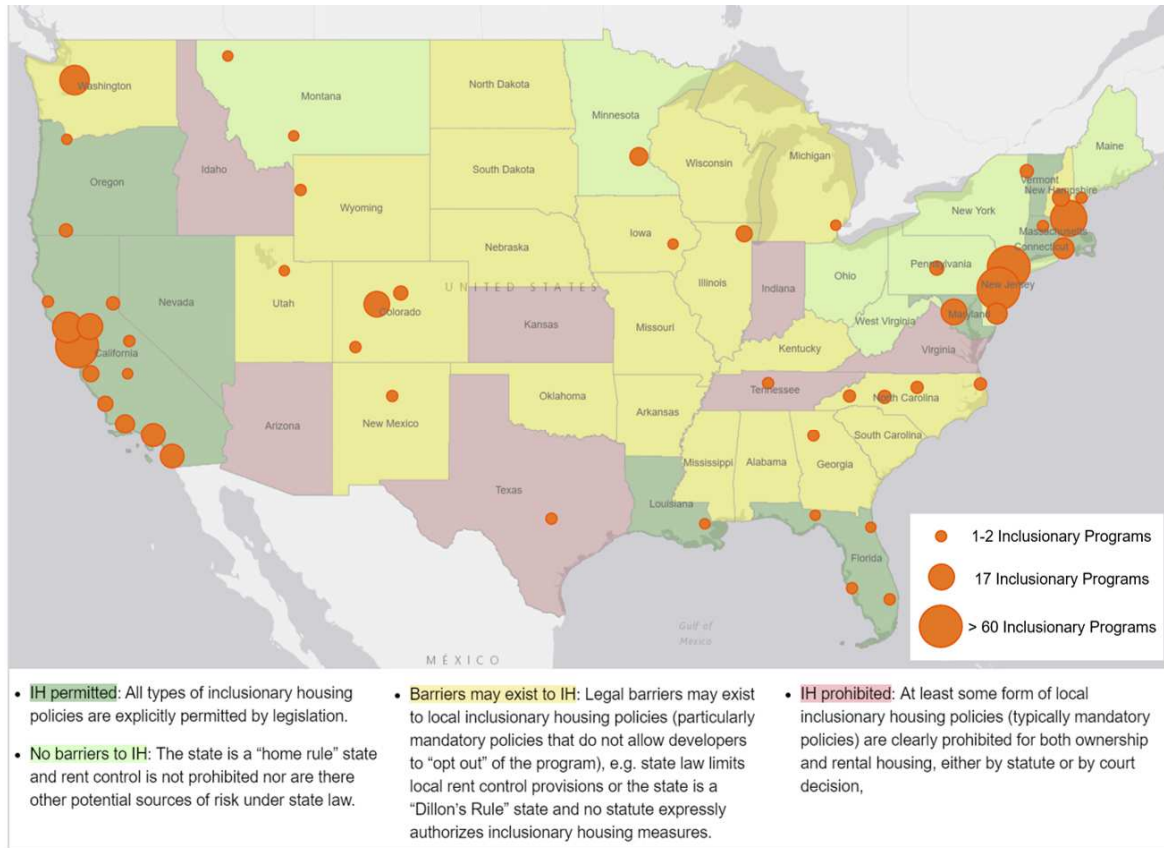 Washington
Montana
North Dakota
Minnesota
Maine
Oregon
Idaho
Wyoming
South Dakota
Wisconsin
Michigan
Vermont
New Hampshire
New York
Massachusetts
Connecticut
Nevada
Utah
Colorado
Nebraska
Iowa
Illinois
Indiana
Ohio
Pennsylvania
New Jersey
UNITED STATES
California
Kansas
Missouri
West Virginia
Maryland
Kentucky
Virginia
Arizona
New Mexico
Oklahoma
Arkansas
Tennessee
North Carolina
South Carolina
Texas
Louisiana
Mississippi
Alabama
Georgia
Florida
Gulf of
Mexico
MÉXICO
1-2 Inclusionary Programs
17 Inclusionary Programs
> 60 Inclusionary Programs
• IH permitted: All types of inclusionary housing
policies are explicitly permitted by legislation.
• No barriers to IH: The state is a “home rule” state
and rent control is not prohibited nor are there
other potential sources of risk under state law.
• Barriers may exist to IH: Legal barriers may exist
to local inclusionary housing policies (particularly
mandatory policies that do not allow developers
to “opt out” of the program), e.g. state law limits
local rent control provisions or the state is a
“Dillon’s Rule” state and no statute expressly
authorizes inclusionary housing measures.
• IH prohibited: At least some form of local
inclusionary housing policies (typically mandatory
policies) are clearly prohibited for both ownership
and rental housing, either by statute or by court
decision,